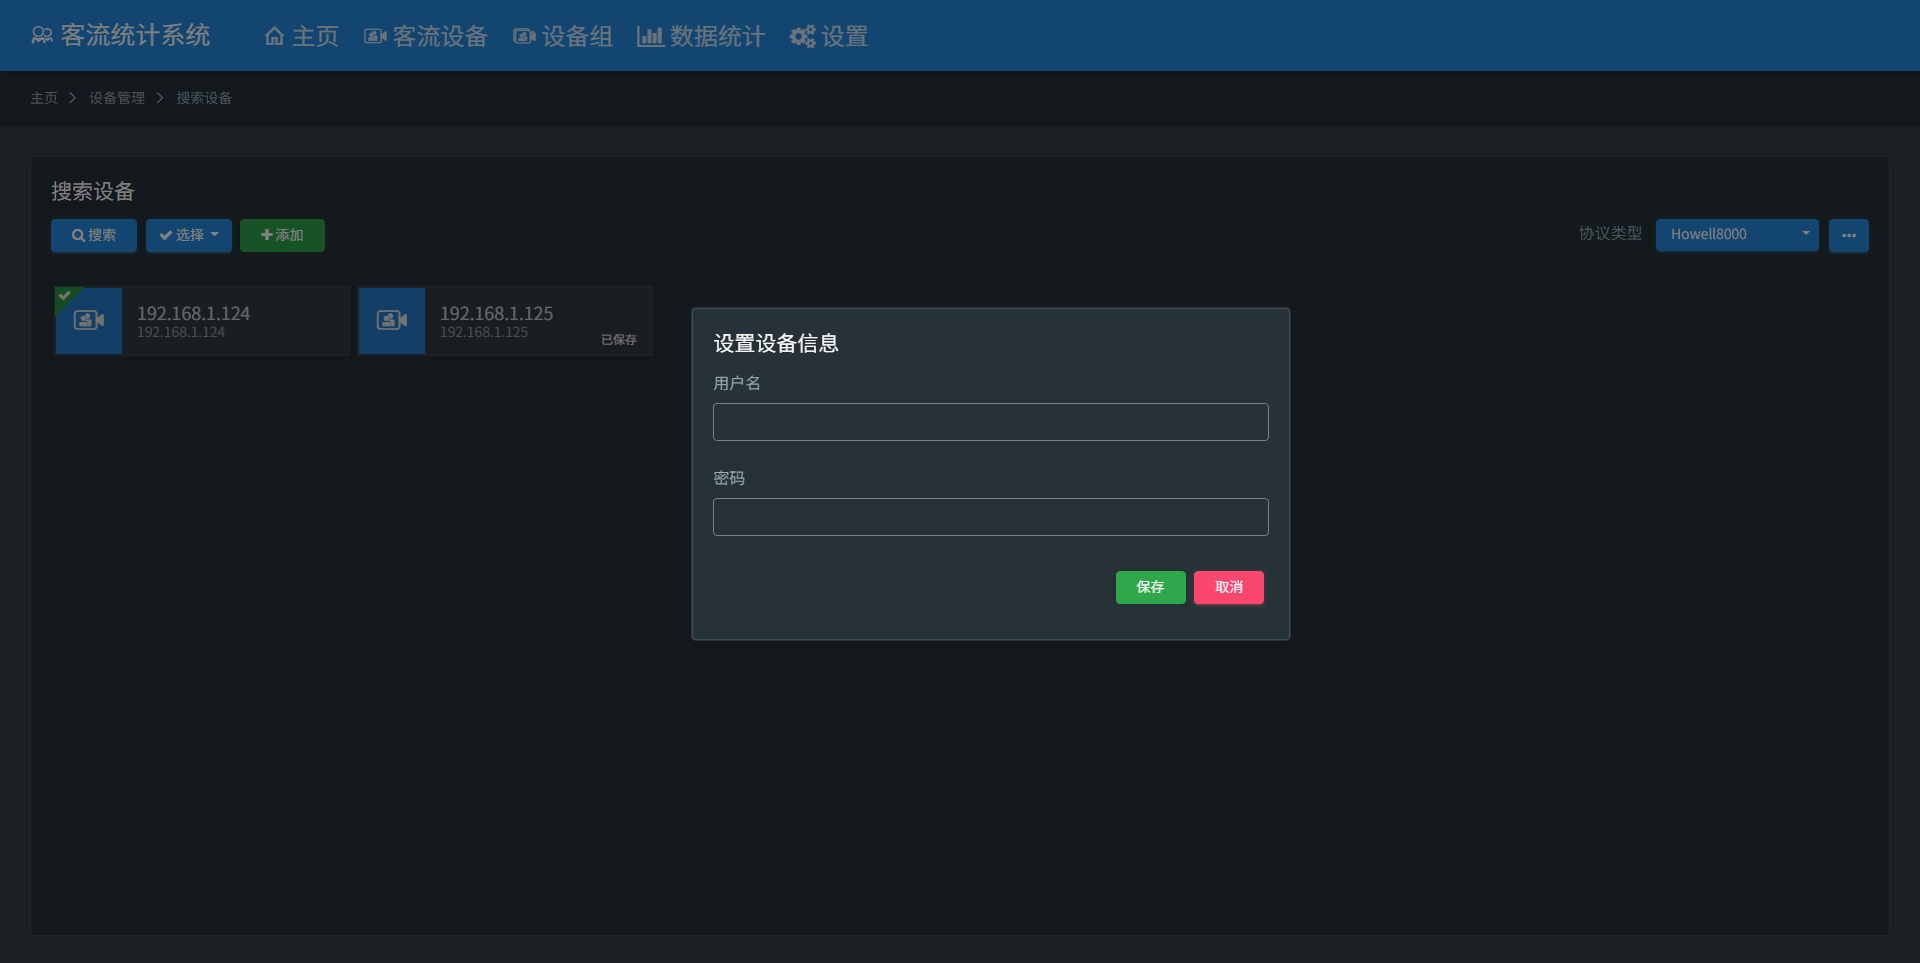 客流统计系统 主页 客流设备 设备组 数据统计 设置
主页 > 设备管理 > 搜索设备
搜索设备
搜索 选择 添加 协议类型 Howell8000 ...
192.168.1.124
192.168.1.124
192.168.1.125
192.168.1.125
已保存
设置设备信息
用户名
密码
保存 取消